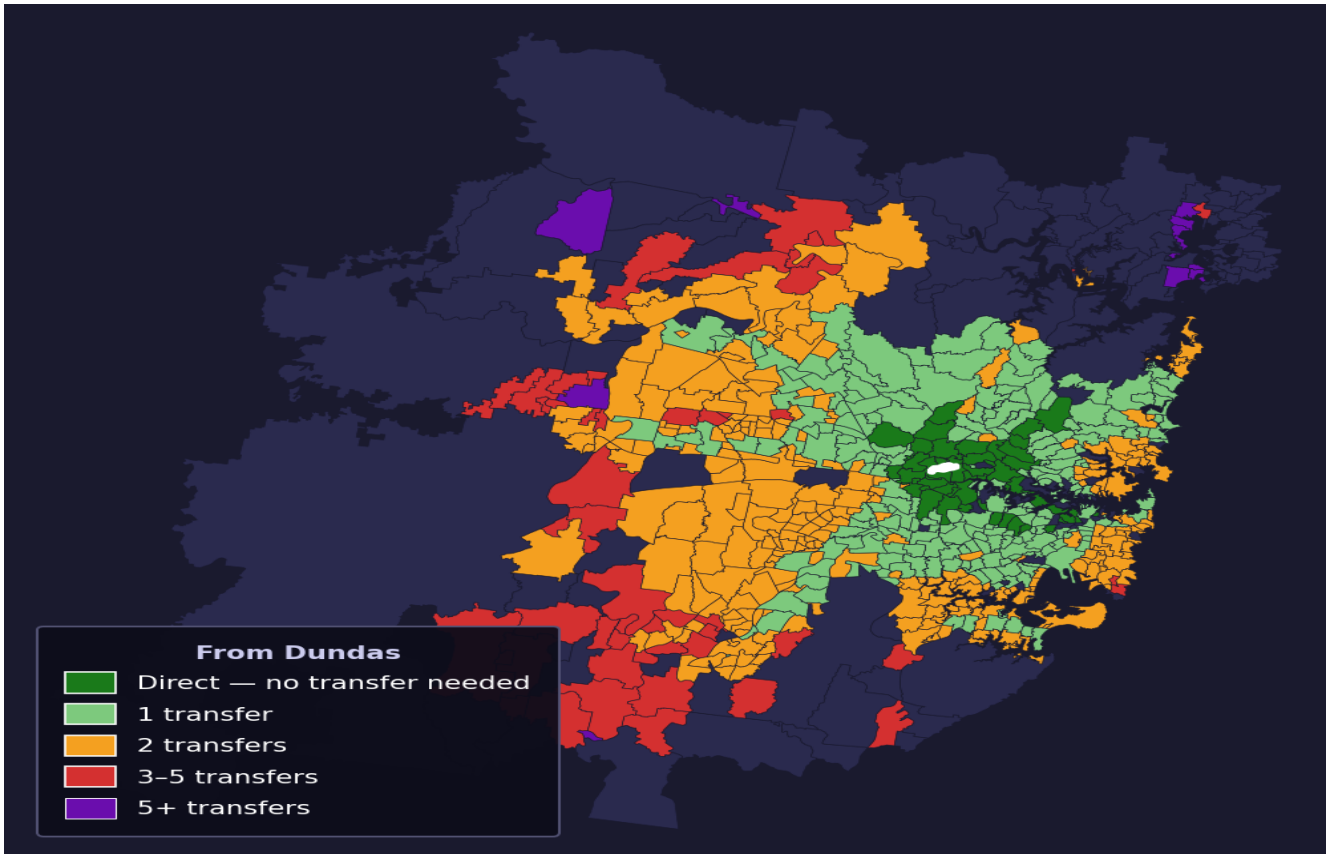 From Dundas
Direct — no transfer needed
1 transfer
2 transfers
3–5 transfers
5+ transfers